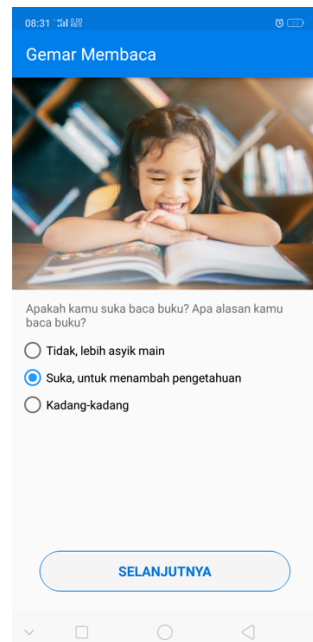 08:31
Gemar Membaca
Apakah kamu suka baca buku? Apa alasan kamu
baca buku?
Tidak, lebih asyik main
Suka, untuk menambah pengetahuan
Kadang-kadang
SELANJUTNYA